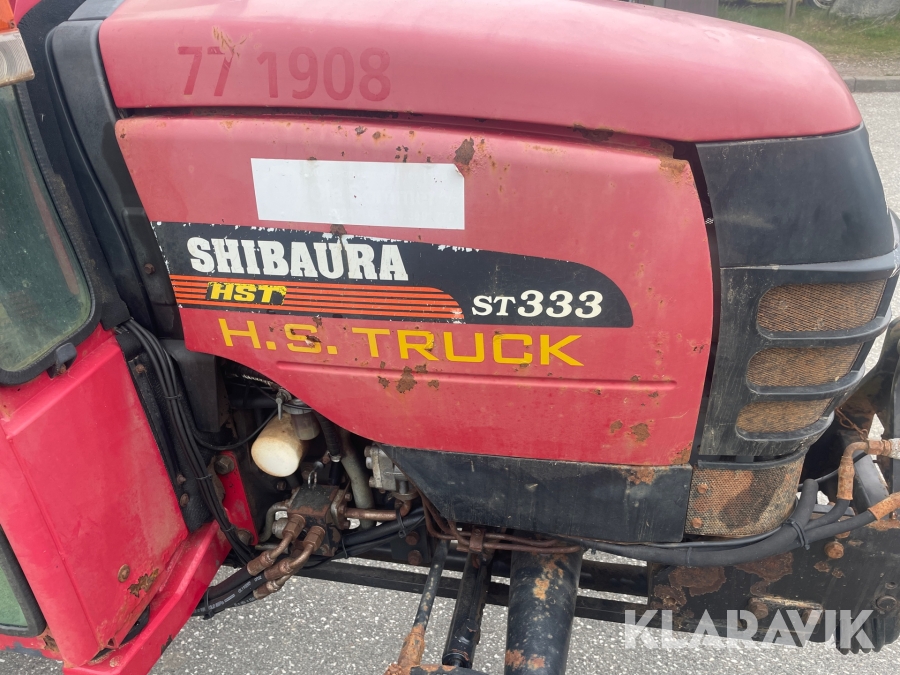 77 1908
SHIBAURA
HST
ST333
H.S. TRUCK
KLARAVIK